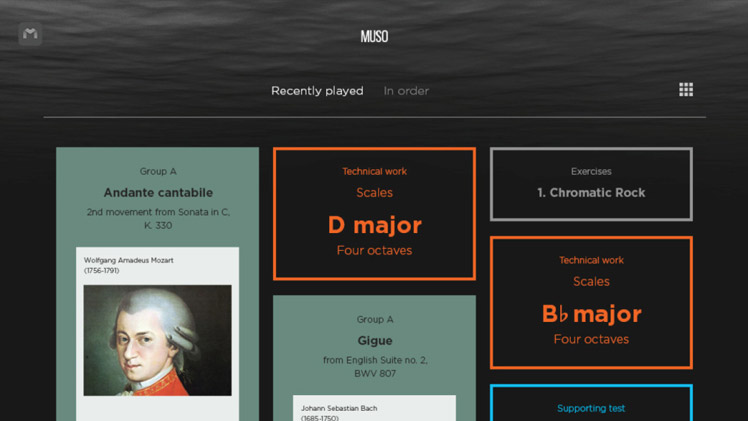 MUSO
Recently played
In order
Group A
Andante cantabile
2nd movement from Sonata in C,
K. 330
Wolfgang Amadeus Mozart
(1756-1791)
Technical work
Scales
D major
Four octaves
Group A
Gigue
from English Suite no. 2,
BWV 807
Johann Sebastian Bach
(1685-1750)
Exercises
1. Chromatic Rock
Technical work
Scales
B♭ major
Four octaves
Supporting test